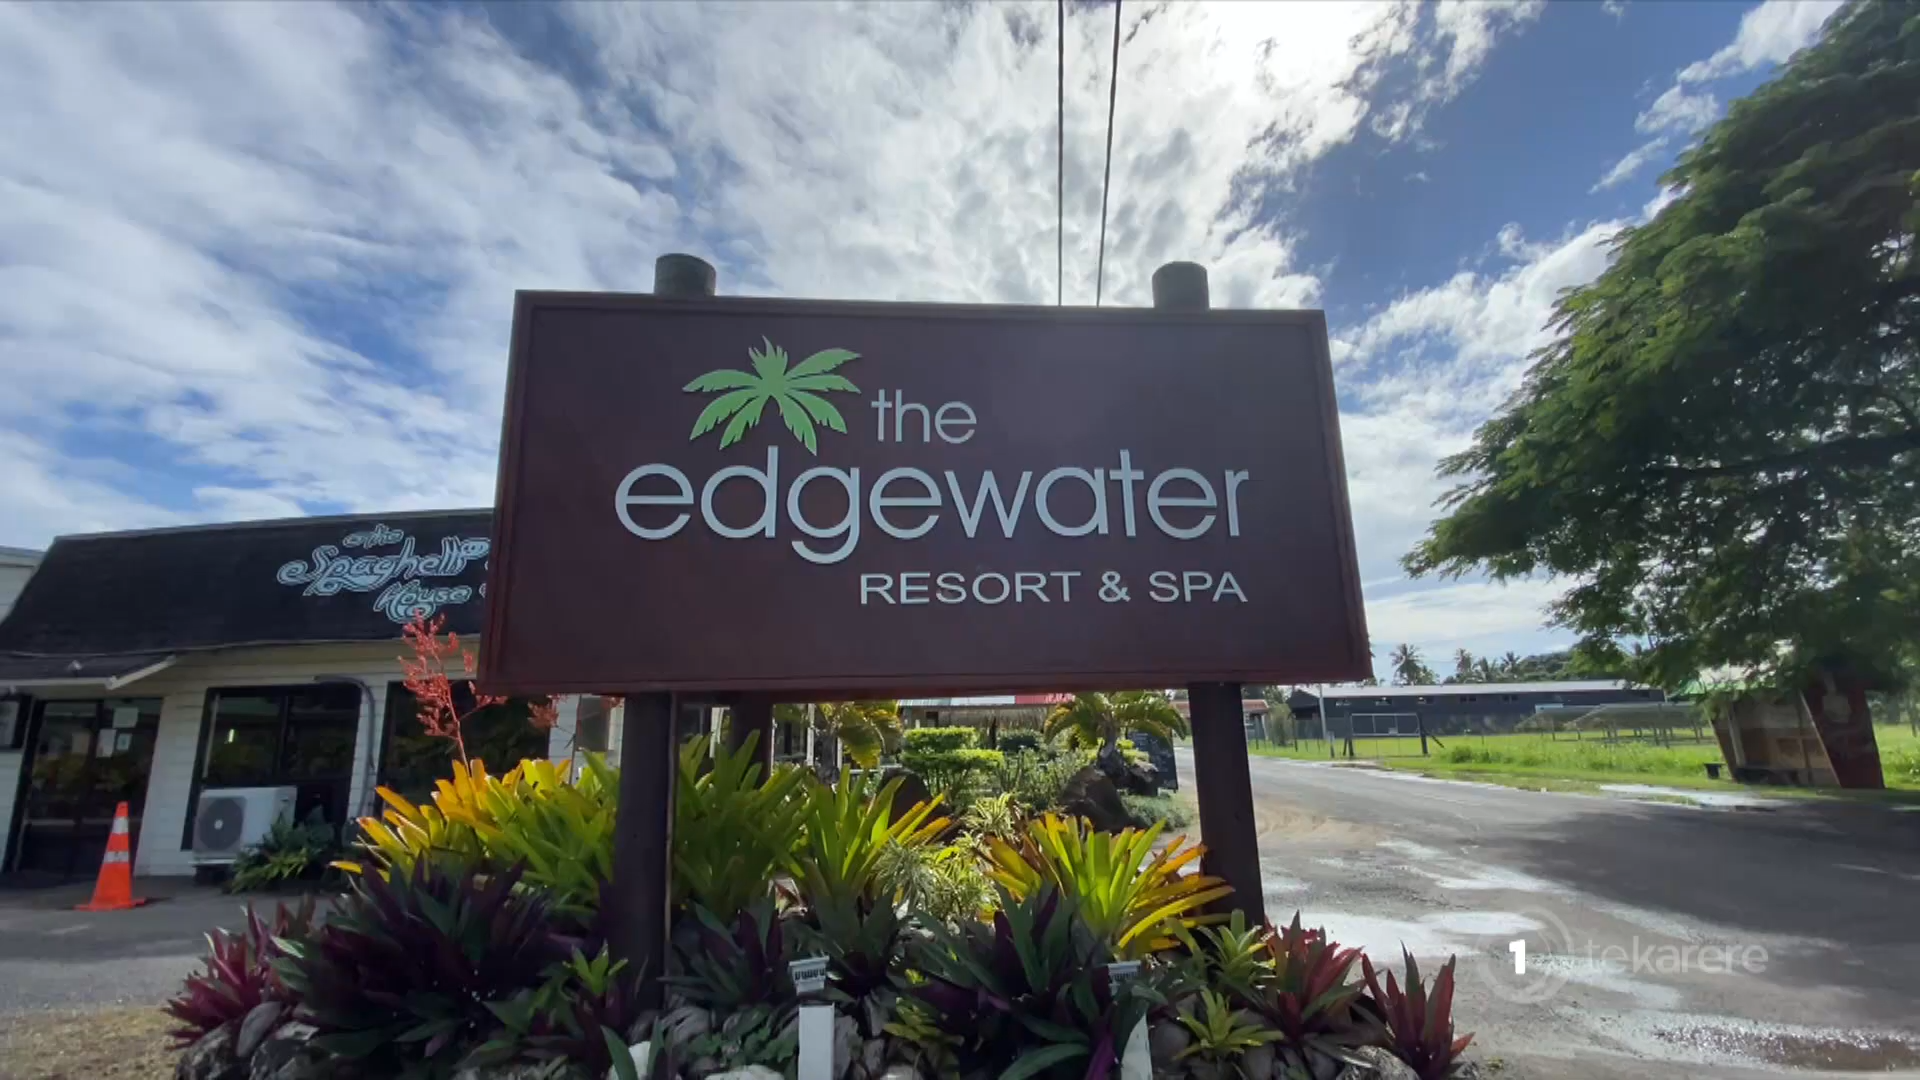 the
edgewater
RESORT & SPA
the
Spaghetti
House
1 tekarere